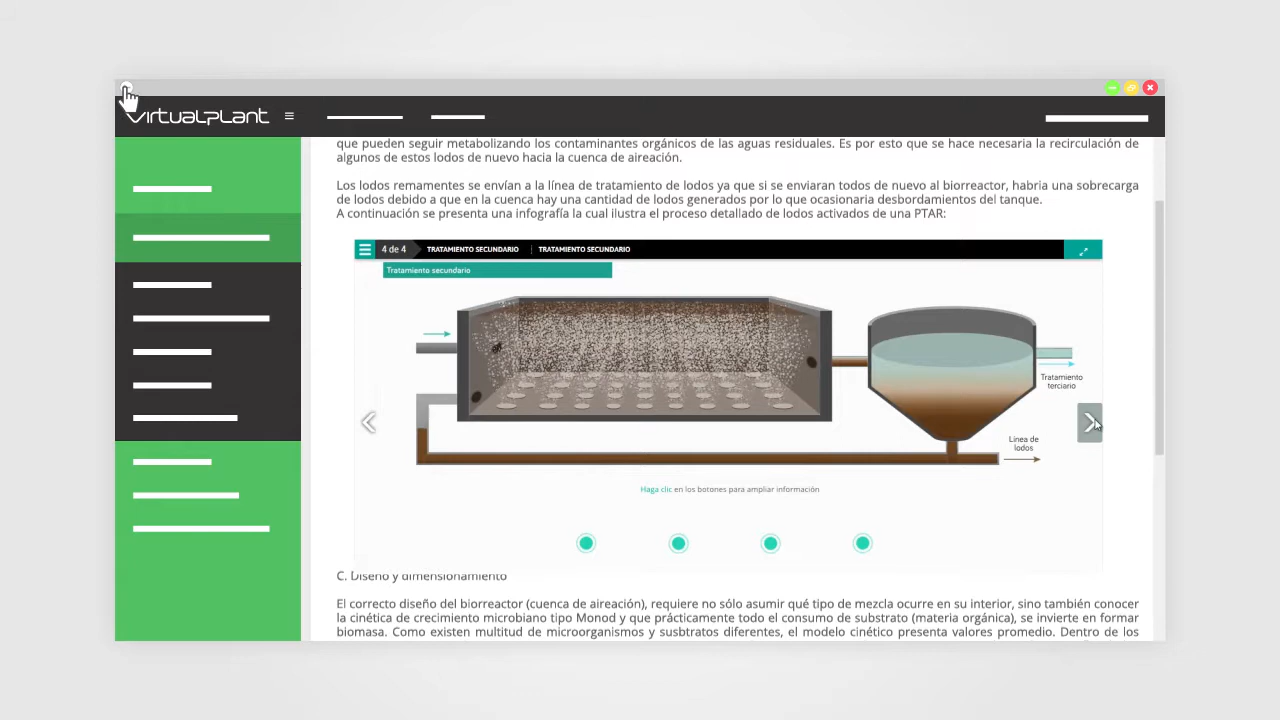 virtualplant
que pueden seguir metabolizando los contaminantes orgánicos de las aguas residuales. Es por esto que se hace necesaria la recirculación de
algunos de estos lodos de nuevo hacia la cuenca de aireación.
Los lodos remamentes se envían a la línea de tratamiento de lodos ya que si se enviaran todos de nuevo al biorreactor, habria una sobrecarga
de lodos debido a que en la cuenca hay una cantidad de lodos generados por lo que ocasionaria desbordamientos del tanque.
A continuación se presenta una infografía la cual ilustra el proceso detallado de lodos activados de una PTAR:
4 de 4 TRATAMIENTO SECUNDARIO TRATAMIENTO SECUNDARIO
Tratamiento secundario
Tratamiento
terciario
Línea de
lodos
Haga clic en los botones para ampliar información
C. Diseño y dimensionamiento
El correcto diseño del biorreactor (cuenca de aireación), requiere no sólo asumir qué tipo de mezcla ocurre en su interior, sino también conocer
la cinética de crecimiento microbiano tipo Monod y que prácticamente todo el consumo de substrato (materia orgánica), se invierte en formar
biomasa. Como existen multitud de microorganismos y susbtratos diferentes, el modelo cinético presenta valores promedio. Dentro de los